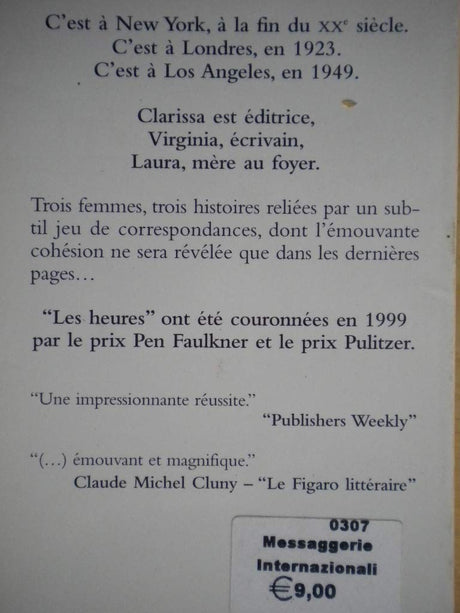 C'est à New York, à la fin du XXe siècle.
C'est à Londres, en 1923.
C'est à Los Angeles, en 1949.
Clarissa est éditrice,
Virginia, écrivain,
Laura, mère au foyer.
Trois femmes, trois histoires reliées par un sub-
til jeu de correspondances, dont l'émouvante
cohésion ne sera révélée que dans les dernières
pages…
“Les heures” ont été couronnées en 1999
par le prix Pen Faulkner et le prix Pulitzer.
“Une impressionnante réussite.”
“Publishers Weekly”
“(…) émouvant et magnifique.”
Claude Michel Cluny – “Le Figaro littéraire”
0307
Messaggerie
Internazionali
€9,00